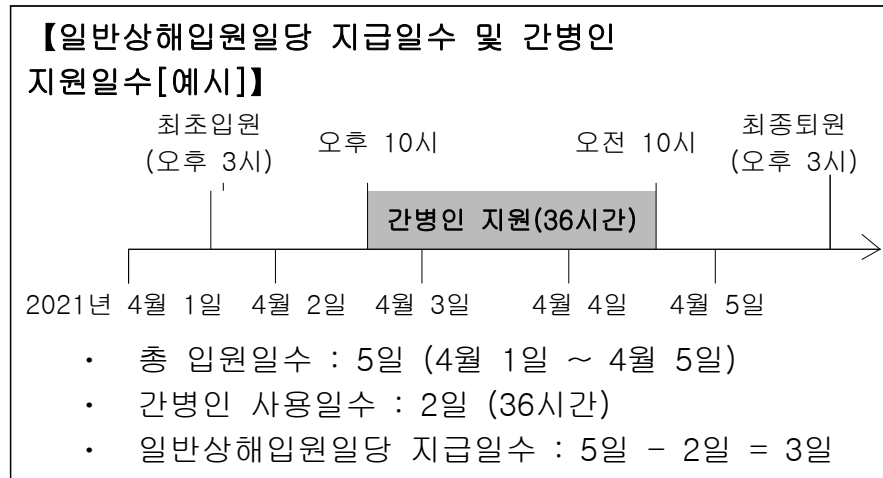 【일반상해입원일당 지급일수 및 간병인
지원일수[예시]】
최초입원
(오후 3시)
오후 10시
오전 10시
최종퇴원
(오후 3시)
간병인 지원(36시간)
2021년 4월 1일 4월 2일 4월 3일 4월 4일 4월 5일
· 총 입원일수 : 5일 (4월 1일 ~ 4월 5일)
· 간병인 사용일수 : 2일 (36시간)
· 일반상해입원일당 지급일수 : 5일 - 2일 = 3일